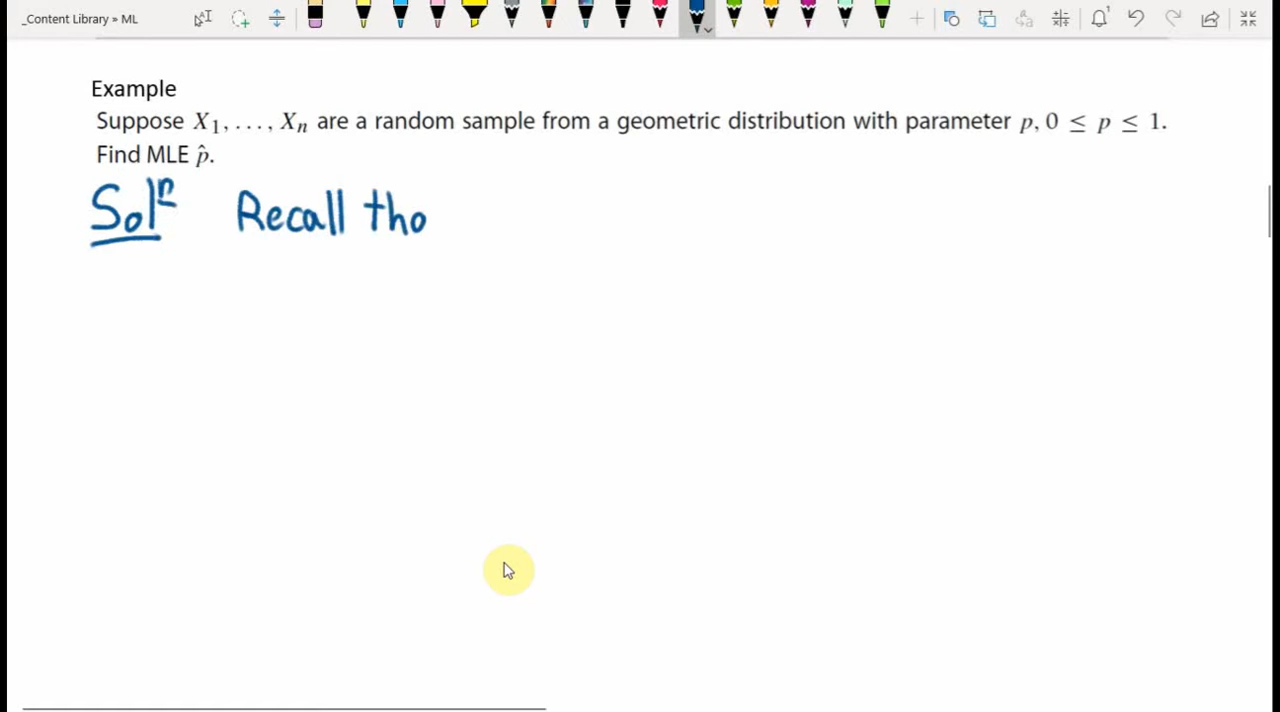 _Content Library » ML
Example
Suppose X₁, . . . , Xₙ are a random sample from a geometric distribution with parameter p, 0 ≤ p ≤ 1.
Find MLE p̂.
Solⁿ Recall tho